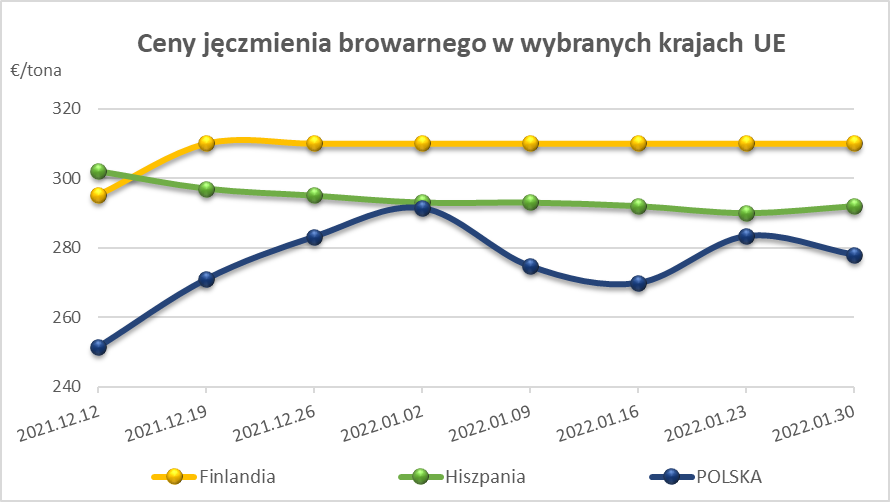 Ceny jęczmienia browarnego w wybranych krajach UE
€/tona
320
300
280
260
240
2021.12.12 2021.12.19 2021.12.26 2022.01.02 2022.01.09 2022.01.16 2022.01.23 2022.01.30
Finlandia Hiszpania POLSKA